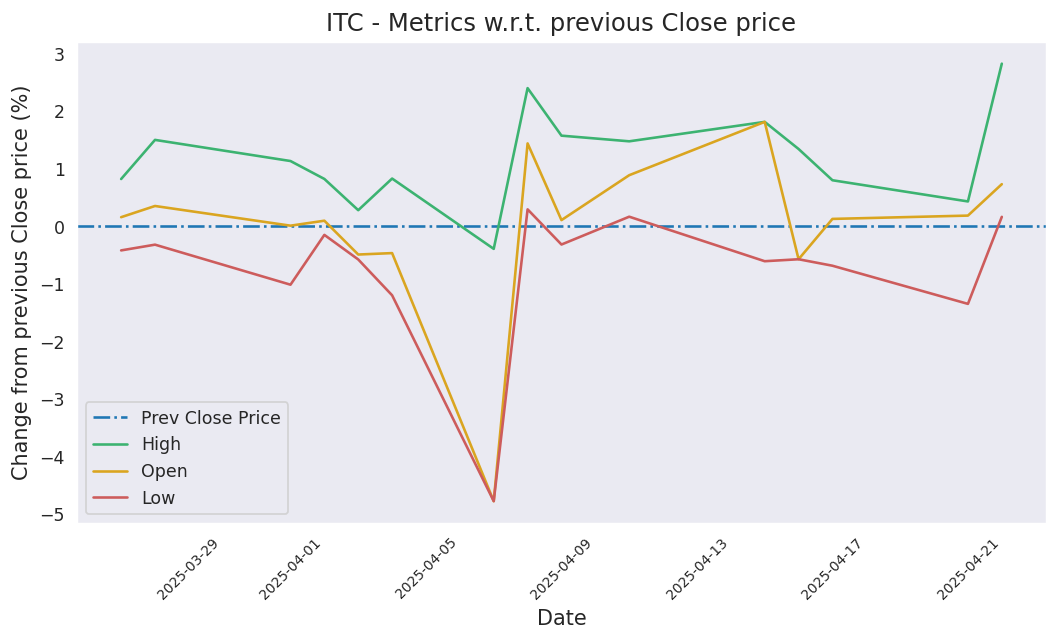 ITC - Metrics w.r.t. previous Close price
Change from previous Close price (%)
3
2
1
0
−1
−2
−3
−4
−5
Prev Close Price
High
Open
Low
2025-03-29
2025-04-01
2025-04-05
2025-04-09
2025-04-13
2025-04-17
2025-04-21
Date